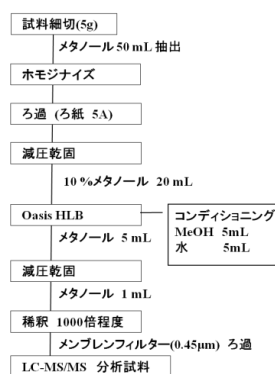 試料細切(5g)
メタノール 50 mL 抽出
ホモジナイズ
ろ過 (ろ紙 5A)
減圧乾固
10 %メタノール 20 mL
Oasis HLB
コンディショニング
MeOH 5mL
水 5mL
メタノール 5 mL
減圧乾固
メタノール 1 mL
稀釈 1000倍程度
メンブレンフィルター(0.45μm) ろ過
LC-MS/MS 分析試料